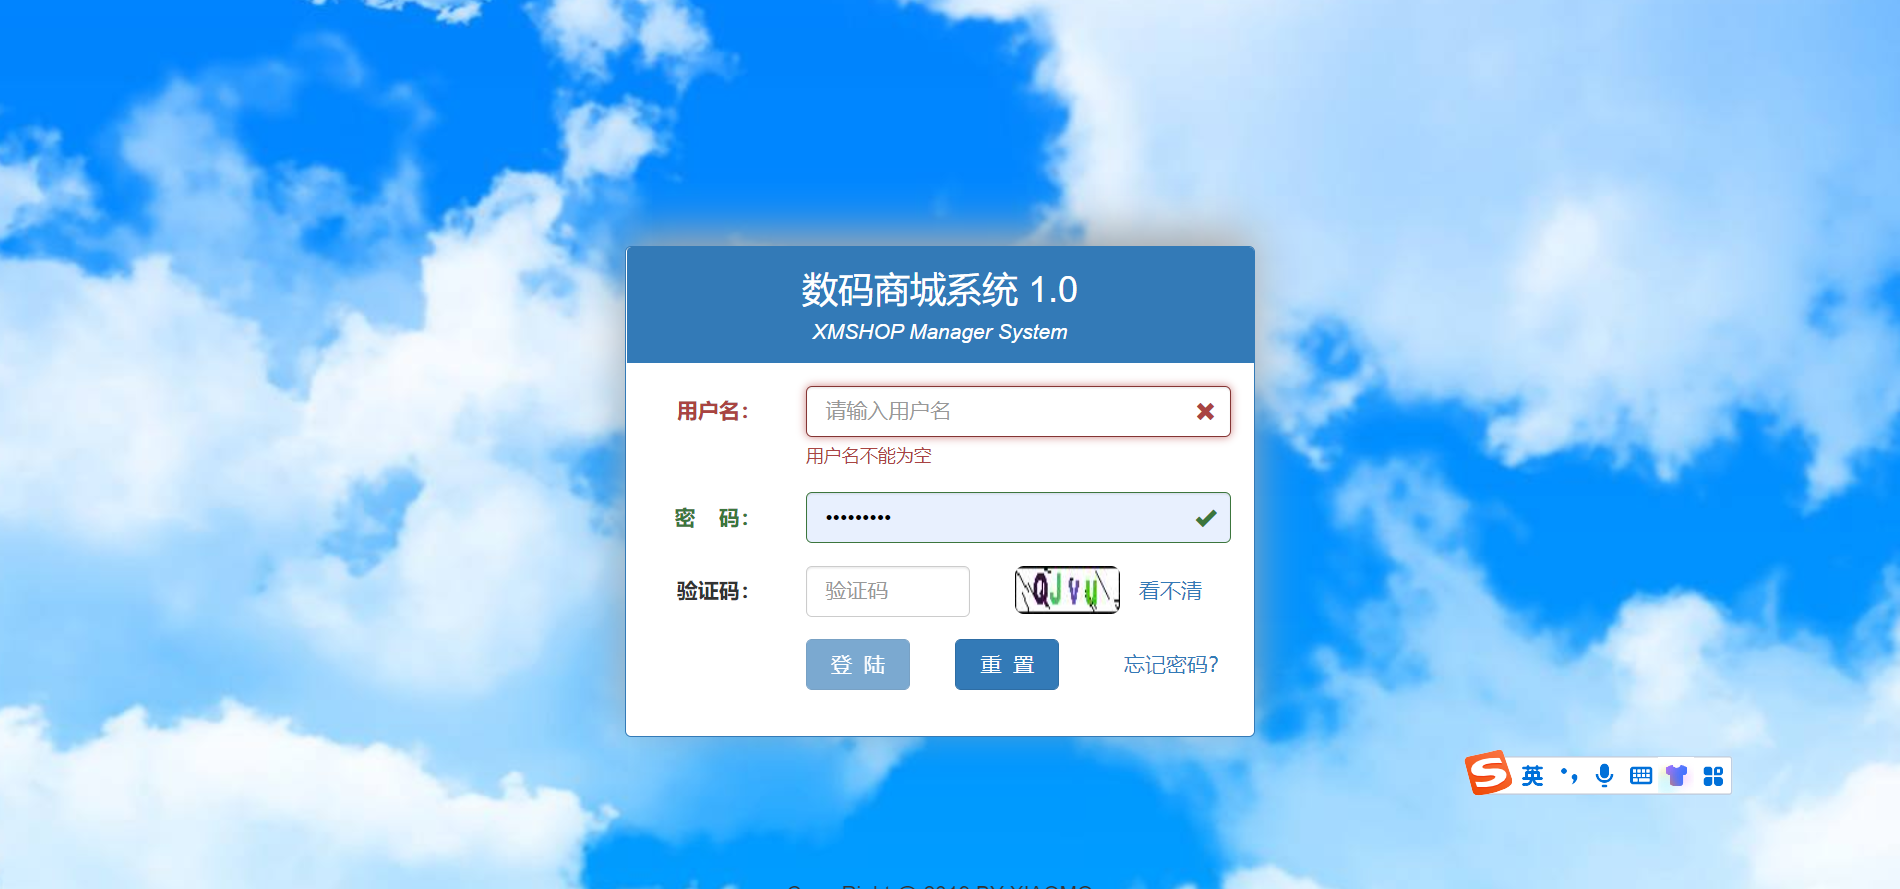 数码商城系统 1.0
XMSHOP Manager System
用户名：
请输入用户名
用户名不能为空
密 码：
验证码：
验证码
QJvu
看不清
登 陆
重 置
忘记密码？
英